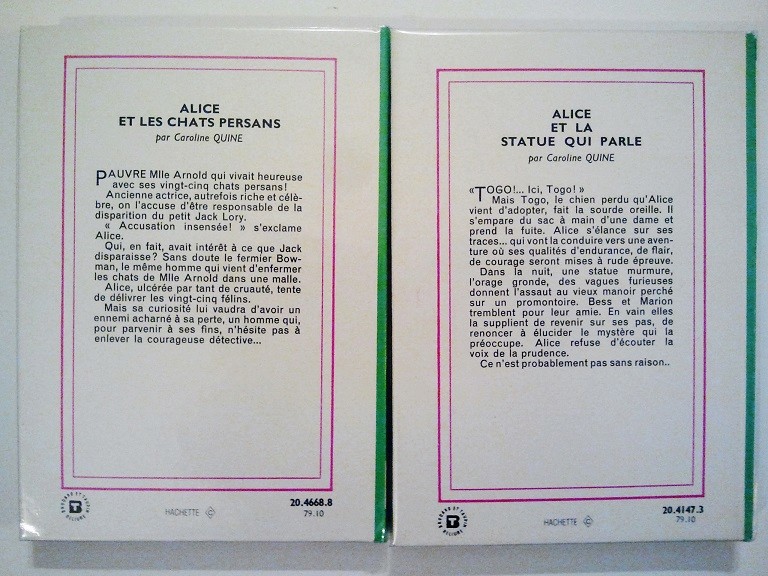 ALICE
ET LES CHATS PERSANS
par Caroline QUINE
PAUVRE Mlle Arnold qui vivait heureuse
avec ses vingt-cinq chats persans!
Ancienne actrice, autrefois riche et célè-
bre, on l'accuse d'être responsable de la
disparition du petit Jack Lory.
« Accusation insensée! » s'exclame
Alice.
Qui, en fait, avait intérêt à ce que Jack
disparaisse? Sans doute le fermier Bow-
man, le même homme qui vient d'enfermer
les chats de Mlle Arnold dans une malle.
Alice, ulcérée par tant de cruauté, tente
de délivrer les vingt-cinq félins.
Mais sa curiosité lui vaudra d'avoir un
ennemi acharné à sa perte, un homme qui,
pour parvenir à ses fins, n'hésite pas à
enlever la courageuse détective...
BRODARD ET TAUPIN
RELIURE
T
HACHETTE C
20.4668.8
79.10
ALICE
ET LA
STATUE QUI PARLE
par Caroline QUINE
«TOGO!... Ici, Togo! »
Mais Togo, le chien perdu qu'Alice
vient d'adopter, fait la sourde oreille. Il
s'empare du sac à main d'une dame et
prend la fuite. Alice s'élance sur ses
traces... qui vont la conduire vers une aven-
ture où ses qualités d'endurance, de flair,
de courage seront mises à rude épreuve.
Dans la nuit, une statue murmure,
l'orage gronde, des vagues furieuses
donnent l'assaut au vieux manoir perché
sur un promontoire. Bess et Marion
tremblent pour leur amie. En vain elles
la supplient de revenir sur ses pas, de
renoncer à élucider le mystère qui la
préoccupe. Alice refuse d'écouter la
voix de la prudence.
Ce n'est probablement pas sans raison..
BRODARD ET TAUPIN
RELIURE
T
HACHETTE C
20.4147.3
79.10